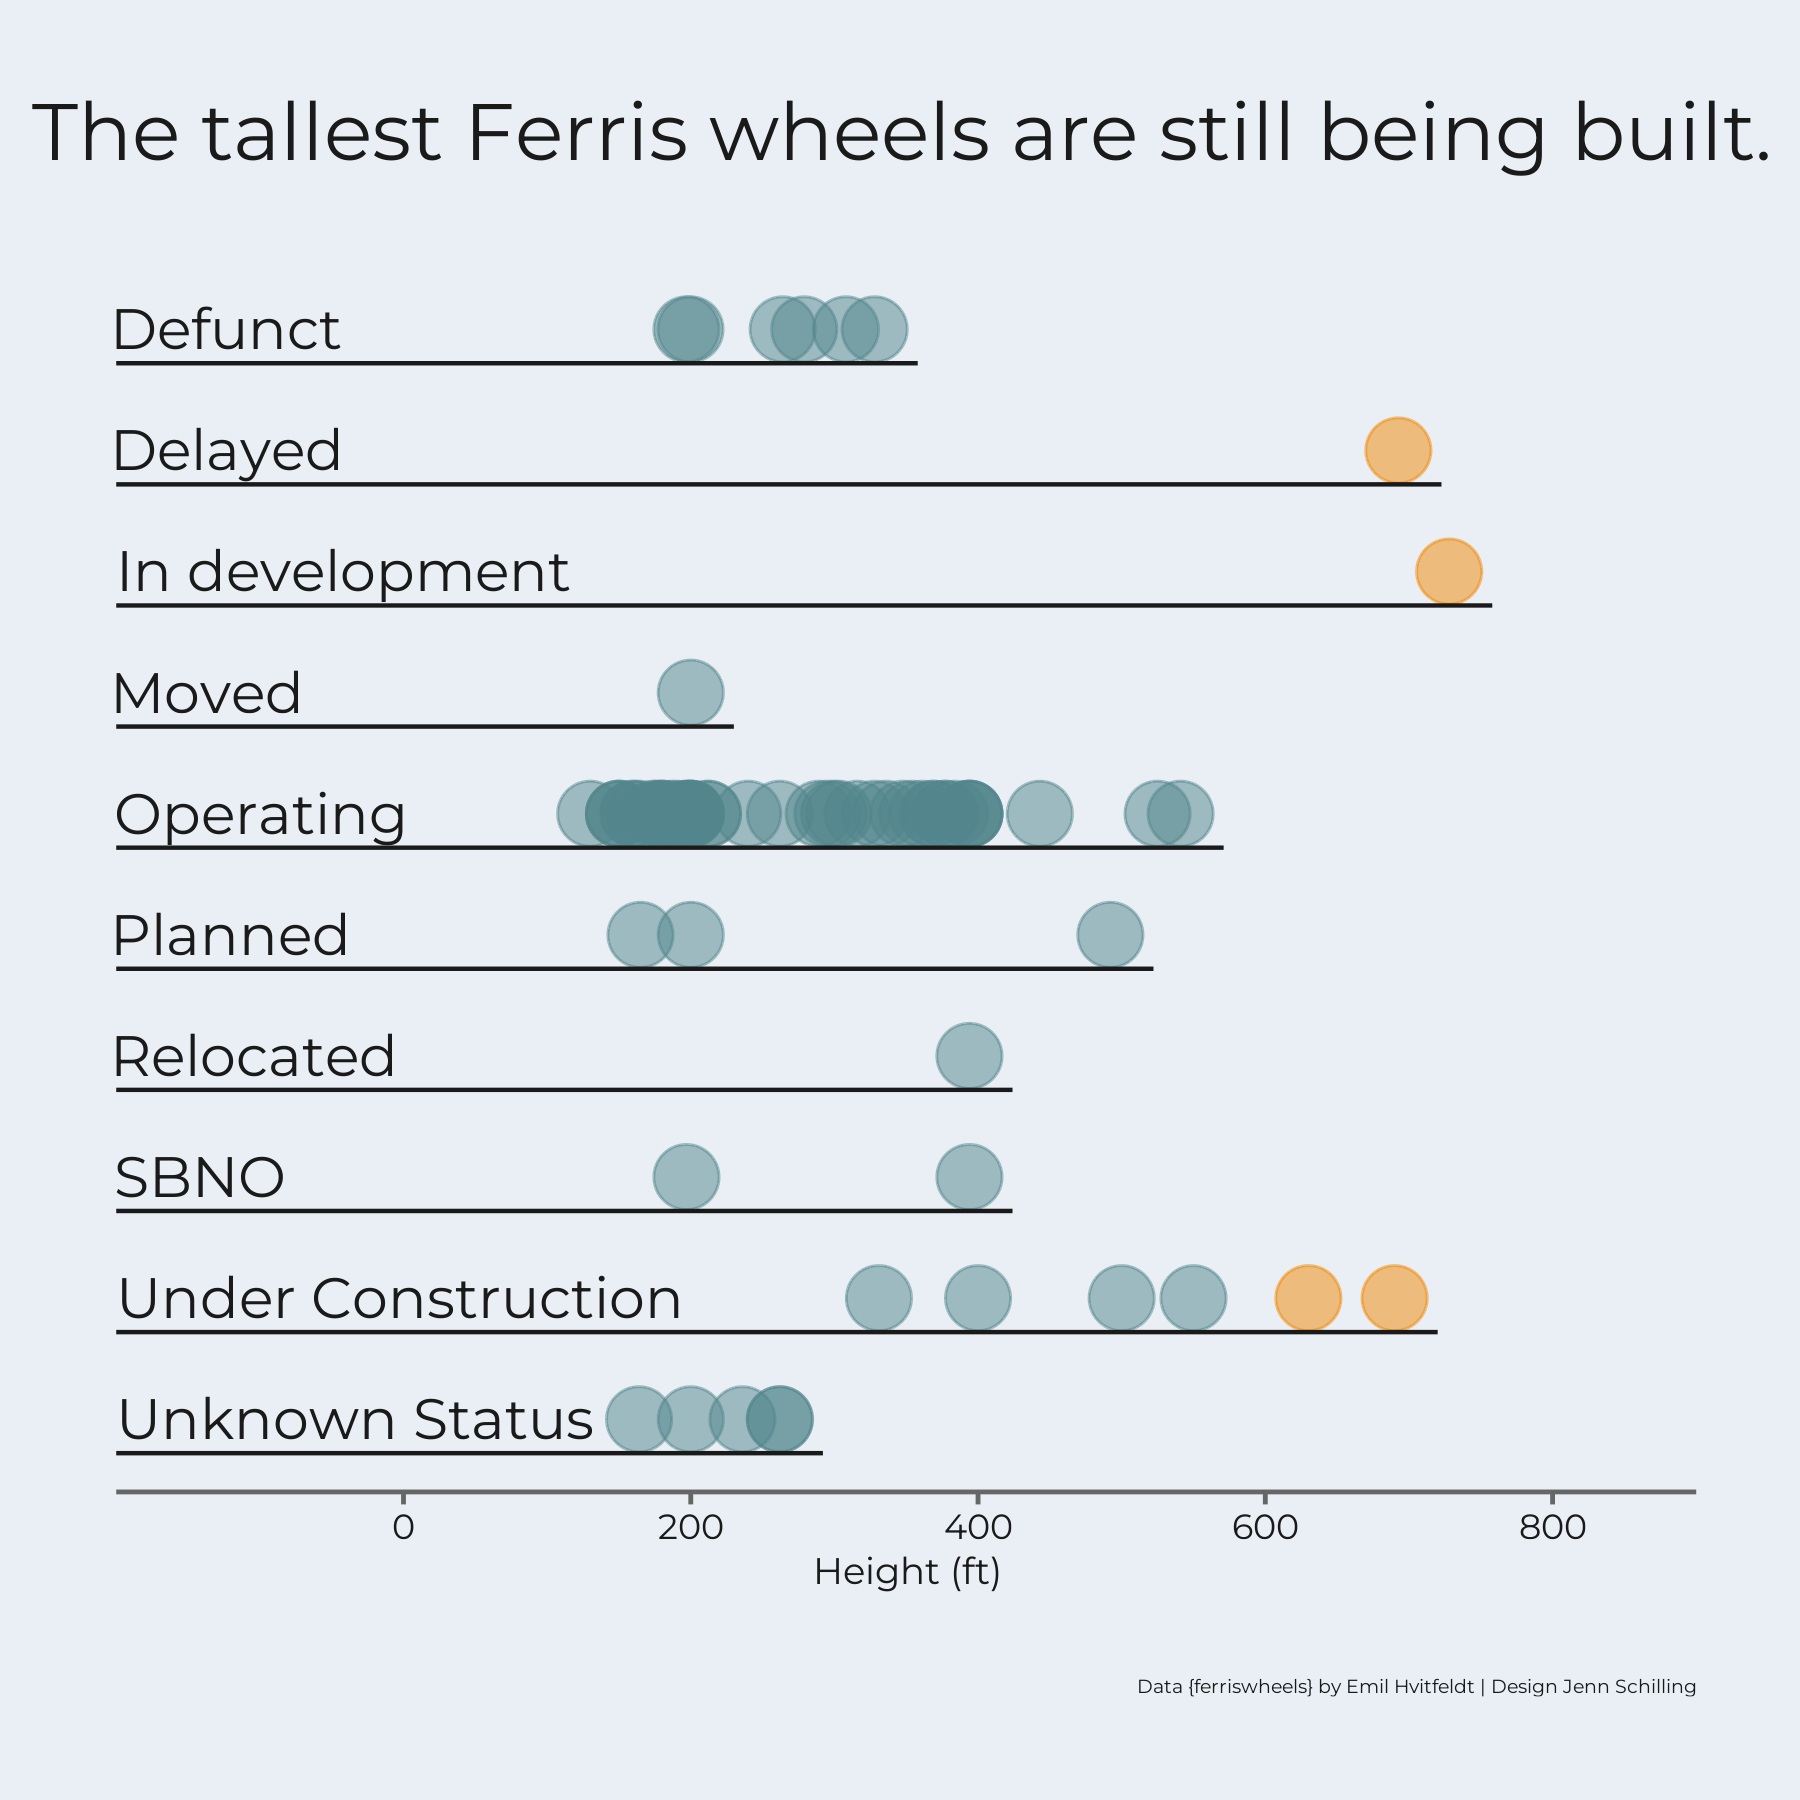 The tallest Ferris wheels are still being built.
Defunct
Delayed
In development
Moved
Operating
Planned
Relocated
SBNO
Under Construction
Unknown Status
0 200 400 600 800
Height (ft)
Data {ferriswheels} by Emil Hvitfeldt | Design Jenn Schilling